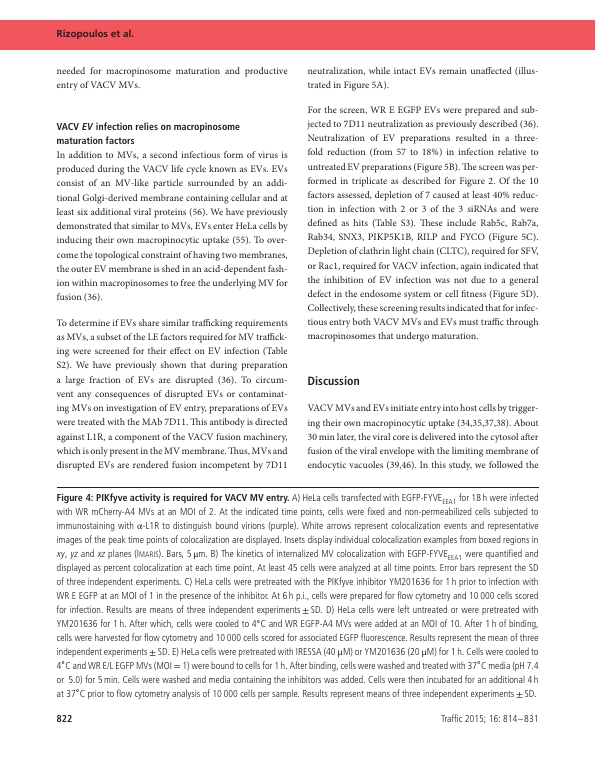 Rizopoulos et al.
needed for macropinosome maturation and productive
entry of VACV MVs.
VACV EV infection relies on macropinosome
maturation factors
In addition to MVs, a second infectious form of virus is
produced during the VACV life cycle known as EVs. EVs
consist of an MV-like particle surrounded by an addi-
tional Golgi-derived membrane containing cellular and at
least six additional viral proteins (56). We have previously
demonstrated that similar to MVs, EVs enter HeLa cells by
inducing their own macropinocytic uptake (55). To over-
come the topological constraint of having two membranes,
the outer EV membrane is shed in an acid-dependent fash-
ion within macropinosomes to free the underlying MV for
fusion (36).
To determine if EVs share similar trafficking requirements
as MVs, a subset of the LE factors required for MV traffick-
ing were screened for their effect on EV infection (Table
S2). We have previously shown that during preparation
a large fraction of EVs are disrupted (36). To circum-
vent any consequences of disrupted EVs or contaminat-
ing MVs on investigation of EV entry, preparations of EVs
were treated with the MAb 7D11. This antibody is directed
against L1R, a component of the VACV fusion machinery,
which is only present in the MV membrane. Thus, MVs and
disrupted EVs are rendered fusion incompetent by 7D11
neutralization, while intact EVs remain unaffected (illus-
trated in Figure 5A).
For the screen, WR E EGFP EVs were prepared and sub-
jected to 7D11 neutralization as previously described (36).
Neutralization of EV preparations resulted in a three-
fold reduction (from 57 to 18%) in infection relative to
untreated EV preparations (Figure 5B). The screen was per-
formed in triplicate as described for Figure 2. Of the 10
factors assessed, depletion of 7 caused at least 40% reduc-
tion in infection with 2 or 3 of the 3 siRNAs and were
defined as hits (Table S3). These include Rab5c, Rab7a,
Rab34, SNX3, PIKP5K1B, RILP and FYCO (Figure 5C).
Depletion of clathrin light chain (CLTC), required for SFV,
or Rac1, required for VACV infection, again indicated that
the inhibition of EV infection was not due to a general
defect in the endosome system or cell fitness (Figure 5D).
Collectively, these screening results indicated that for infec-
tious entry both VACV MVs and EVs must traffic through
macropinosomes that undergo maturation.
Discussion
VACV MVs and EVs initiate entry into host cells by trigger-
ing their own macropinocytic uptake (34,35,37,38). About
30 min later, the viral core is delivered into the cytosol after
fusion of the viral envelope with the limiting membrane of
endocytic vacuoles (39,46). In this study, we followed the
Figure 4: PIKfyve activity is required for VACV MV entry. A) HeLa cells transfected with EGFP-FYVEEEA1 for 18 h were infected
with WR mCherry-A4 MVs at an MOI of 2. At the indicated time points, cells were fixed and non-permeabilized cells subjected to
immunostaining with α-L1R to distinguish bound virions (purple). White arrows represent colocalization events and representative
images of the peak time points of colocalization are displayed. Insets display individual colocalization examples from boxed regions in
xy, yz and xz planes (IMARIS). Bars, 5 μm. B) The kinetics of internalized MV colocalization with EGFP-FYVEEEA1 were quantified and
displayed as percent colocalization at each time point. At least 45 cells were analyzed at all time points. Error bars represent the SD
of three independent experiments. C) HeLa cells were pretreated with the PIKfyve inhibitor YM201636 for 1 h prior to infection with
WR E EGFP at an MOI of 1 in the presence of the inhibitor. At 6 h p.i., cells were prepared for flow cytometry and 10 000 cells scored
for infection. Results are means of three independent experiments ± SD. D) HeLa cells were left untreated or were pretreated with
YM201636 for 1 h. After which, cells were cooled to 4°C and WR EGFP-A4 MVs were added at an MOI of 10. After 1 h of binding,
cells were harvested for flow cytometry and 10 000 cells scored for associated EGFP fluorescence. Results represent the mean of three
independent experiments ± SD. E) HeLa cells were pretreated with IRESSA (40 μM) or YM201636 (20 μM) for 1 h. Cells were cooled to
4°C and WR E/L EGFP MVs (MOI = 1) were bound to cells for 1 h. After binding, cells were washed and treated with 37°C media (pH 7.4
or 5.0) for 5 min. Cells were washed and media containing the inhibitors was added. Cells were then incubated for an additional 4 h
at 37°C prior to flow cytometry analysis of 10 000 cells per sample. Results represent means of three independent experiments ± SD.
822
Traffic 2015; 16: 814–831